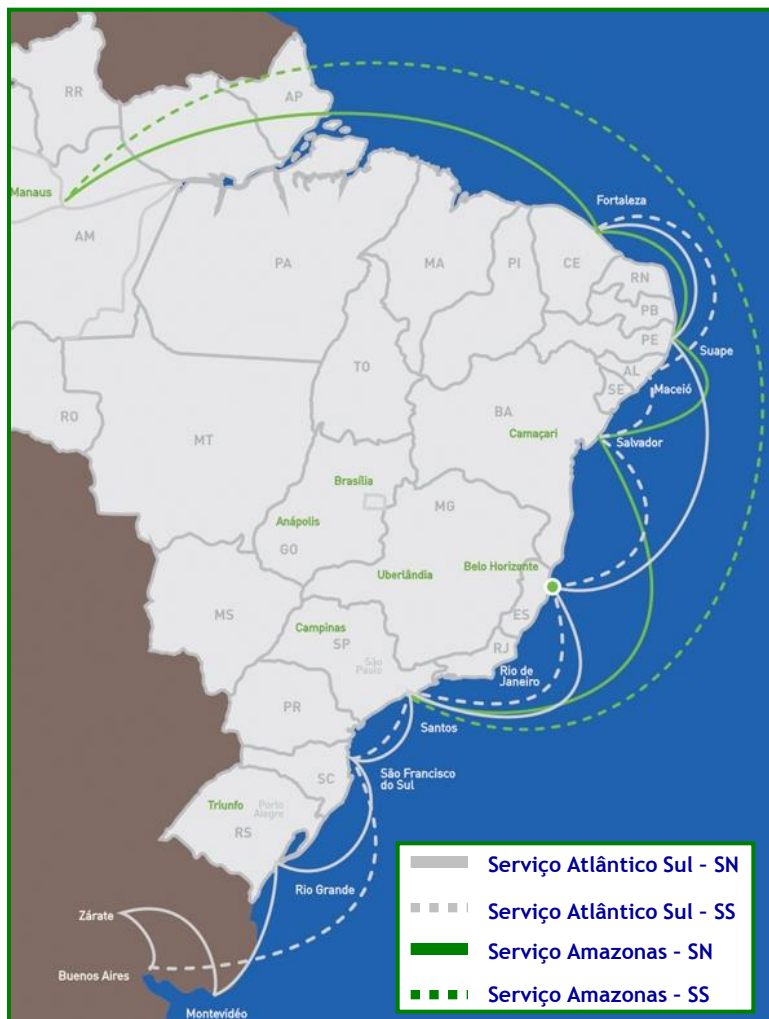 RR
AP
Manaus
Fortaleza
AM
PA
MA
PI
CE
RN
PB
PE
Suape
TO
AL
Maceió
SE
RO
MT
BA
Camaçari
Salvador
Brasília
MG
Anápolis
GO
Uberlândia
Belo Horizonte
MS
ES
Campinas
SP
São
Paulo
RJ
Rio de
Janeiro
PR
Santos
SC
São Francisco
do Sul
Triunfo
Porto
Alegre
RS
Rio Grande
Zárate
Buenos Aires
Montevidéo
Serviço Atlântico Sul – SN
Serviço Atlântico Sul – SS
Serviço Amazonas – SN
Serviço Amazonas – SS